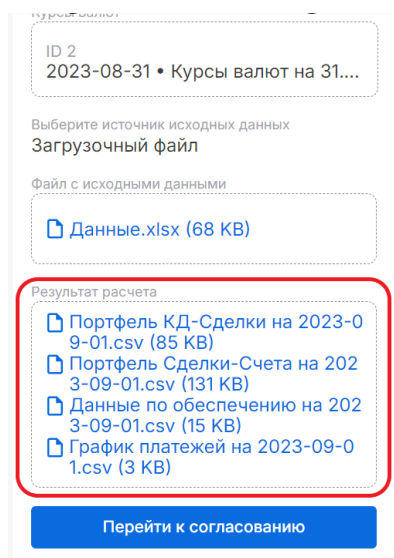 Курсы валют
ID 2
2023-08-31 • Курсы валют на 31....
Выберите источник исходных данных
Загрузочный файл
Файл с исходными данными
Данные.xlsx (68 KB)
Результат расчета
Портфель КД-Сделки на 2023-0
9-01.csv (85 KB)
Портфель Сделки-Счета на 202
3-09-01.csv (131 KB)
Данные по обеспечению на 202
3-09-01.csv (15 KB)
График платежей на 2023-09-0
1.csv (3 KB)
Перейти к согласованию